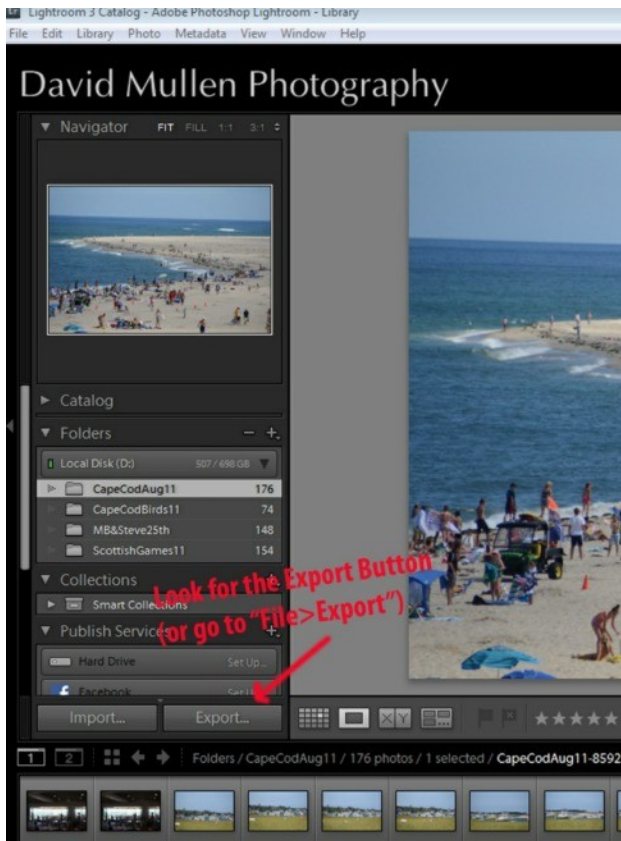 Lightroom 3 Catalog - Adobe Photoshop Lightroom - Library
File Edit Library Photo Metadata View Window Help
David Mullen Photography
Navigator FIT FILL 1:1 3:1
Catalog
Folders
Local Disk (D:) 507 / 698 GB
CapeCodAug11 176
CapeCodBirds11 74
MB&Steve25th 148
ScottishGames11 154
Collections
Smart Collections
Look for the Export Button
(or go to "File>Export")
Publish Services
Hard Drive Set Up...
Facebook
Import... Export...
XY
1 2 Folders / CapeCodAug11 / 176 photos / 1 selected / CapeCodAug11-8592